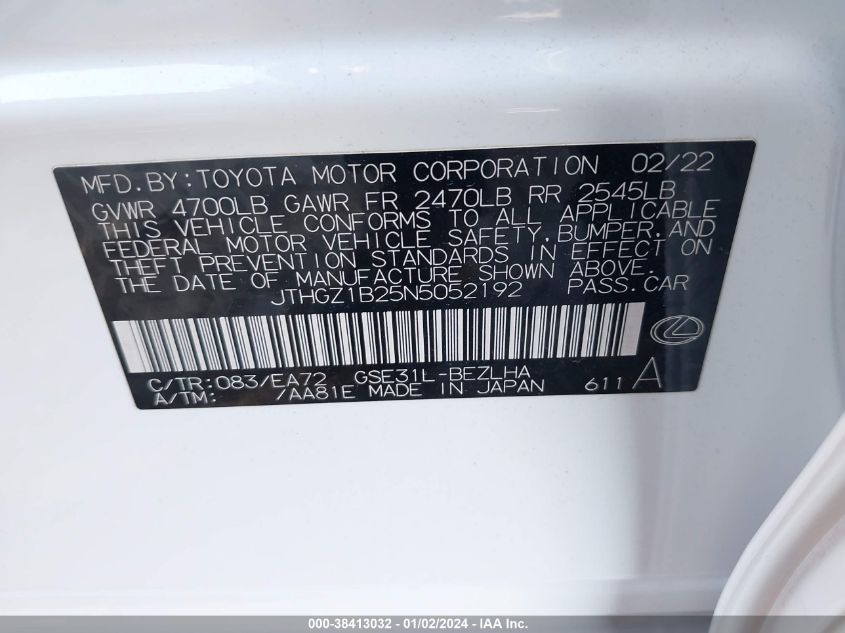 MFD.BY:TOYOTA MOTOR CORPORATION 02/22
GVWR 4700LB GAWR FR 2470LB RR 2545LB
THIS VEHICLE CONFORMS TO ALL APPLICABLE
FEDERAL MOTOR VEHICLE SAFETY,BUMPER,AND
THEFT PREVENTION STANDARDS IN EFFECT ON
THE DATE OF MANUFACTURE SHOWN ABOVE.
JTHGZ1B25N5052192 PASS.CAR
C/TR:083/EA72 GSE31L-BEZLHA
A/TM: /AA81E MADE IN JAPAN 611 A
000-38413032 - 01/02/2024 - IAA Inc.